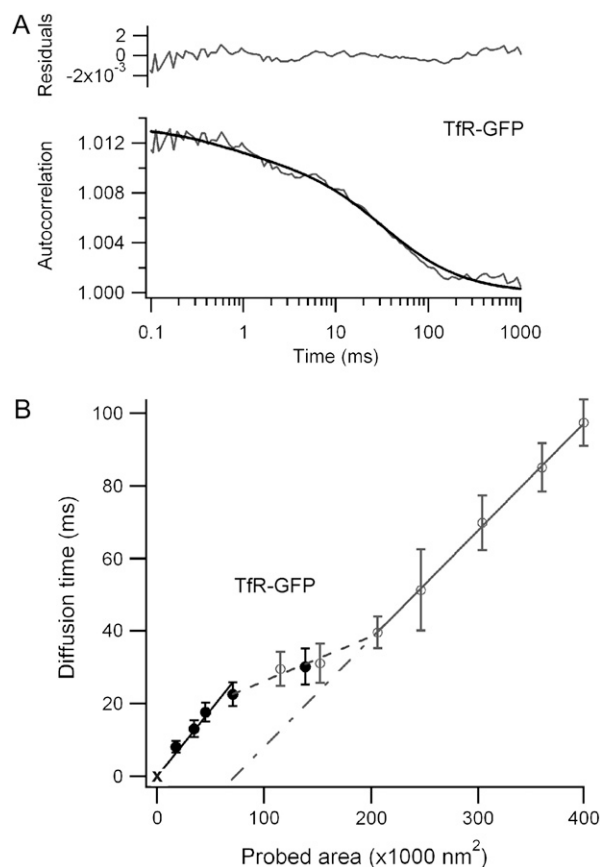 A
Residuals
2
0
-2x10^-3
TfR-GFP
Autocorrelation
1.012
1.008
1.004
1.000
0.1 1 10 100 1000
Time (ms)
B
100
80
60
40
20
0
Diffusion time (ms)
TfR-GFP
x
0 100 200 300 400
Probed area (x1000 nm²)